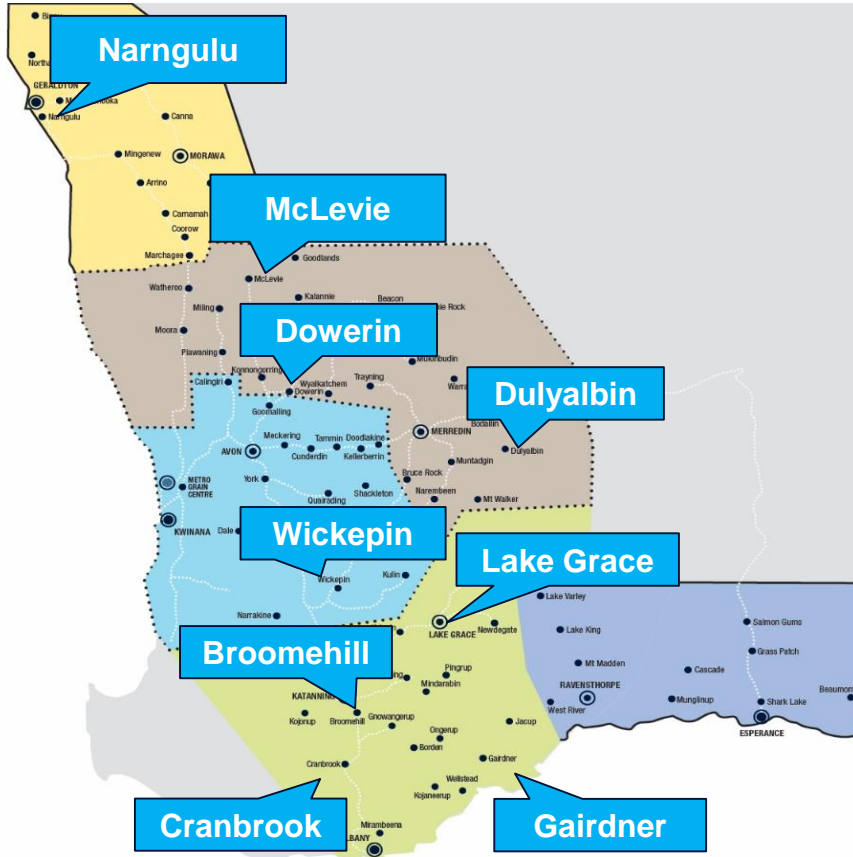 Narngulu
GERALDTON
Narngulu
Canna
Mingenew
MORAWA
Arrino
Carnamah
Coorow
Marchagee
McLevie
Goodlands
McLevie
Watheroo
Kalannie
Beacon
Miling
Moora
Dowerin
Mukinbudin
Piawaning
Konnongorring
Trayning
Calingiri
Wyalkatchem
Dowerin
Dulyalbin
Goomalling
Bodallin
MERREDIN
Meckering
Tammin
Doodlakine
AVON
Cunderdin
Kellerberrin
Dulyalbin
Muntadgin
Bruce Rock
METRO
GRAIN
CENTRE
York
Shackleton
Quairading
Narembeen
Mt Walker
KWINANA
Dale
Wickepin
Lake Grace
Kulin
Wickepin
Lake Varley
Narrakine
LAKE GRACE
Newdegate
Lake King
Salmon Gums
Broomehill
Grass Patch
Pingrup
Mt Madden
Cascade
Mindarabin
KATANNING
RAVENSTHORPE
Beaumont
West River
Munglinup
Shark Lake
Kojonup
Broomehill
Gnowangerup
Jacup
ESPERANCE
Ongerup
Borden
Cranbrook
Gairdner
Wellstead
Kojaneerup
Cranbrook
Mirambeena
Gairdner